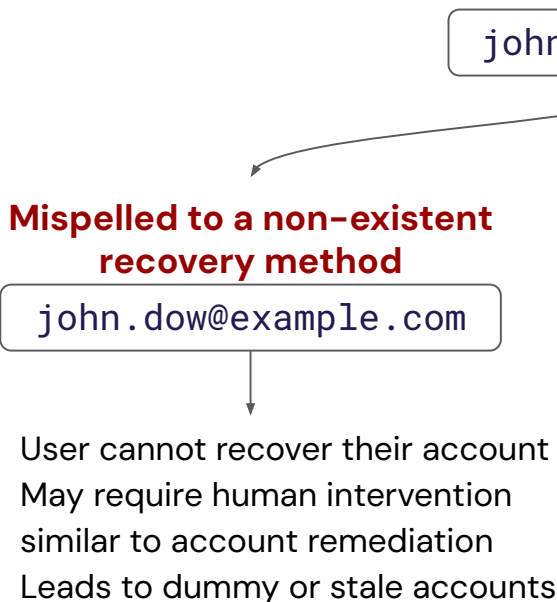 john
Mispelled to a non-existent
recovery method
john.dow@example.com
User cannot recover their account
May require human intervention
similar to account remediation
Leads to dummy or stale accounts